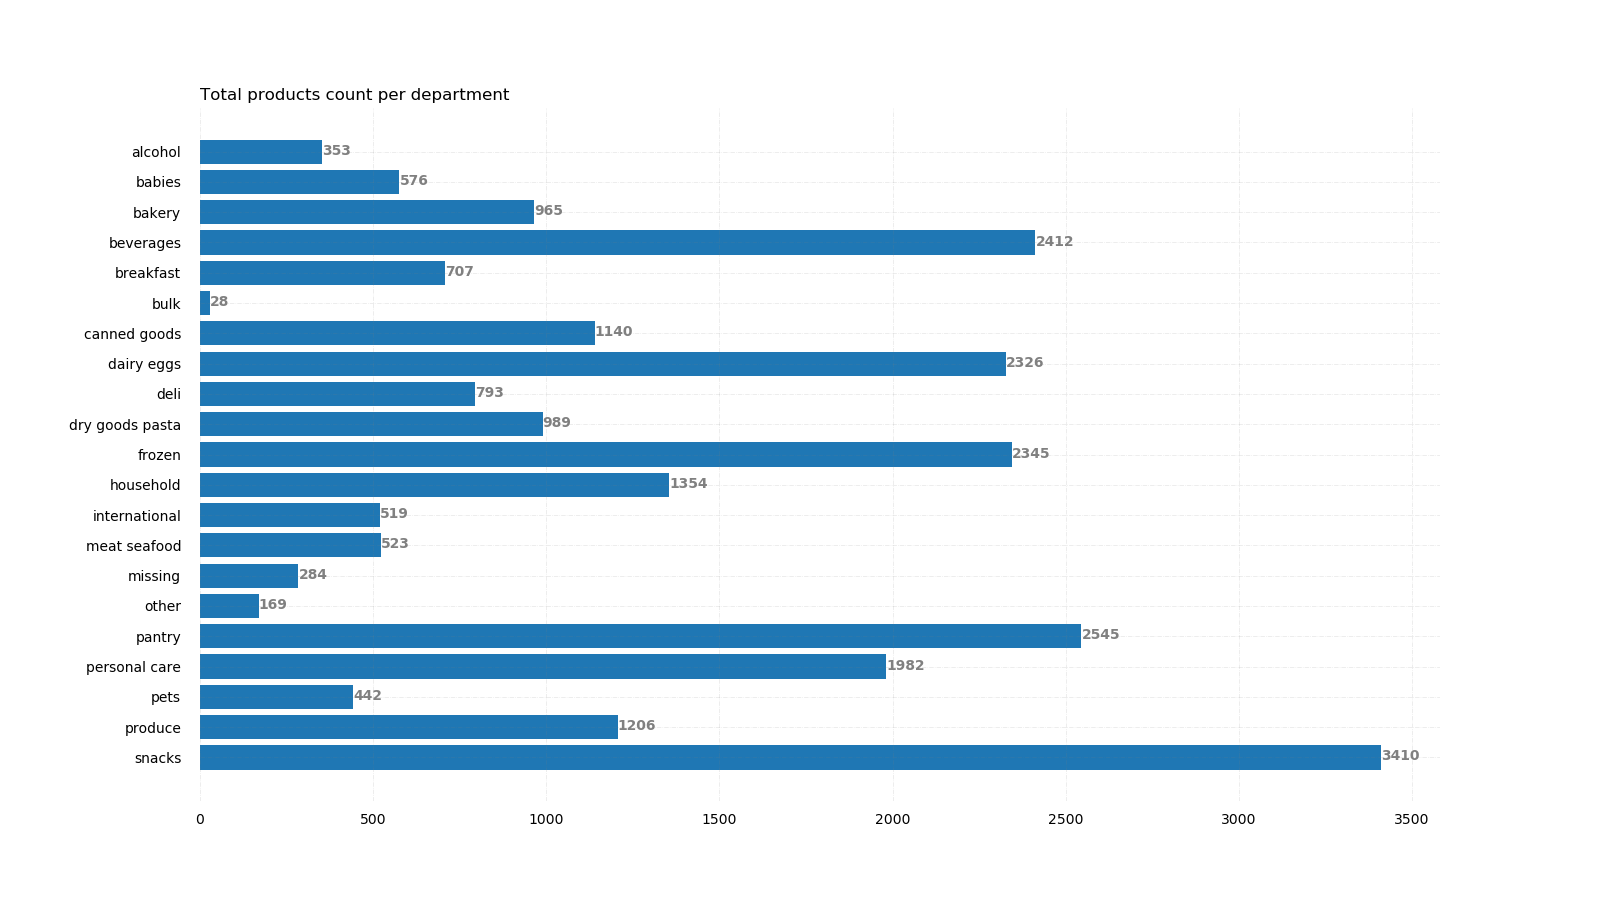 Total products count per department
alcohol 353
babies 576
bakery 965
beverages 2412
breakfast 707
bulk 28
canned goods 1140
dairy eggs 2326
deli 793
dry goods pasta 989
frozen 2345
household 1354
international 519
meat seafood 523
missing 284
other 169
pantry 2545
personal care 1982
pets 442
produce 1206
snacks 3410
0 500 1000 1500 2000 2500 3000 3500